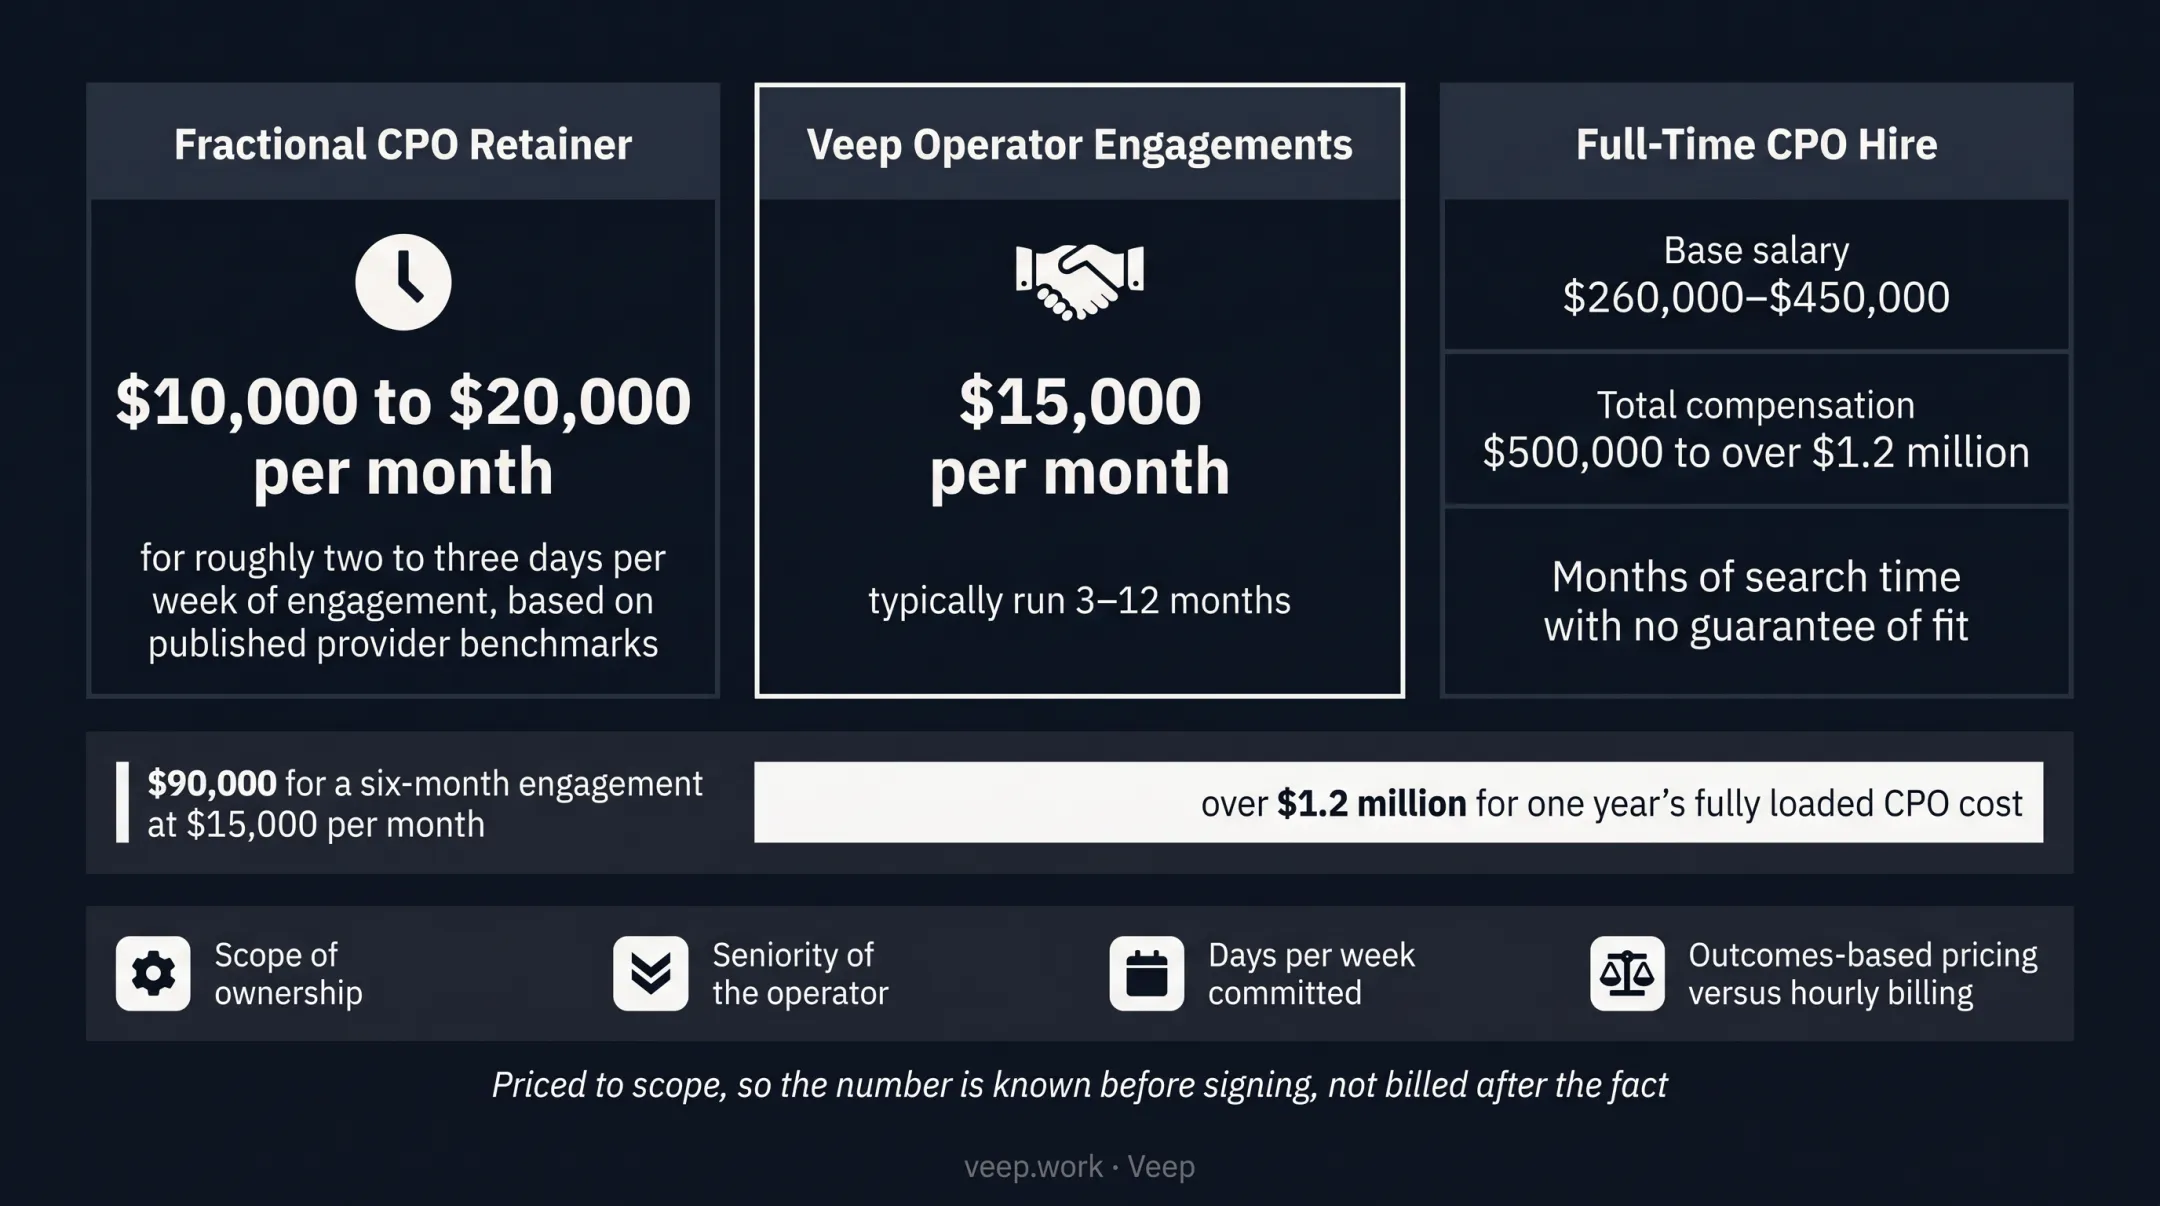 Fractional CPO Retainer
$10,000 to $20,000
per month
for roughly two to three days per
week of engagement, based on
published provider benchmarks
Veep Operator Engagements
$15,000
per month
typically run 3–12 months
Full-Time CPO Hire
Base salary
$260,000–$450,000
Total compensation
$500,000 to over $1.2 million
Months of search time
with no guarantee of fit
$90,000 for a six-month engagement
at $15,000 per month
over $1.2 million for one year’s fully loaded CPO cost
Scope of
ownership
Seniority of
the operator
Days per week
committed
Outcomes-based pricing
versus hourly billing
Priced to scope, so the number is known before signing, not billed after the fact
veep.work · Veep